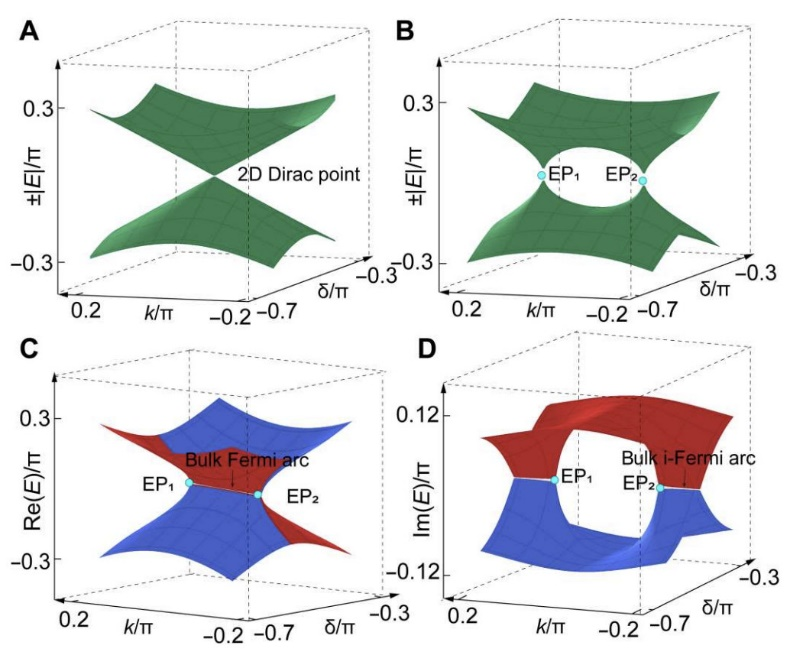 A
0.3
±|E|/π
−0.3
2D Dirac point
0.2
k/π
−0.2
−0.7
δ/π
−0.3
B
0.3
±|E|/π
−0.3
EP₁
EP₂
0.2
k/π
−0.2
−0.7
δ/π
−0.3
C
0.3
Re(E)/π
−0.3
Bulk Fermi arc
EP₁
EP₂
0.2
k/π
−0.2
−0.7
δ/π
−0.3
D
0.12
Im(E)/π
−0.12
Bulk i-Fermi arc
EP₁
EP₂
0.2
k/π
−0.2
−0.7
δ/π
−0.3